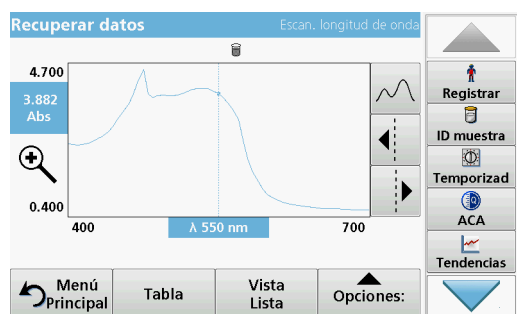 Recuperar datos
Escan. longitud de onda
4.700
3.882
Abs
0.400
400
λ 550 nm
700
Registrar
ID muestra
Temporizad
ACA
Tendencias
Menú
Principal
Tabla
Vista
Lista
Opciones: